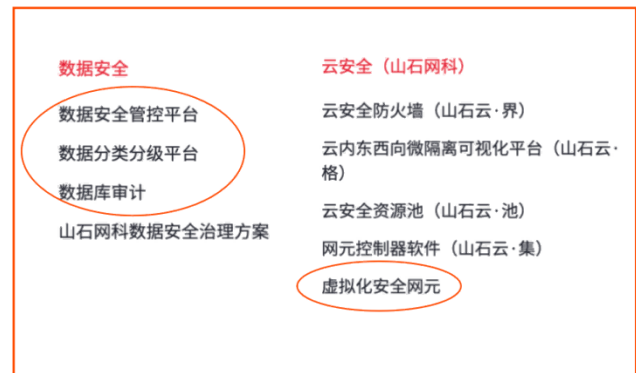 数据安全
数据安全管控平台
数据分类分级平台
数据库审计
山石网科数据安全治理方案
云安全（山石网科）
云安全防火墙（山石云·界）
云内东西向微隔离可视化平台（山石云·
格）
云安全资源池（山石云·池）
网元控制器软件（山石云·集）
虚拟化安全网元